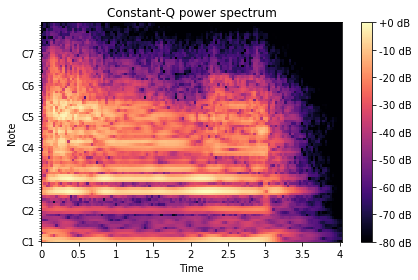 Constant-Q power spectrum
Note
C7
C6
C5
C4
C3
C2
C1
0 0.5 1 1.5 2 2.5 3 3.5 4
Time
+0 dB
-10 dB
-20 dB
-30 dB
-40 dB
-50 dB
-60 dB
-70 dB
-80 dB